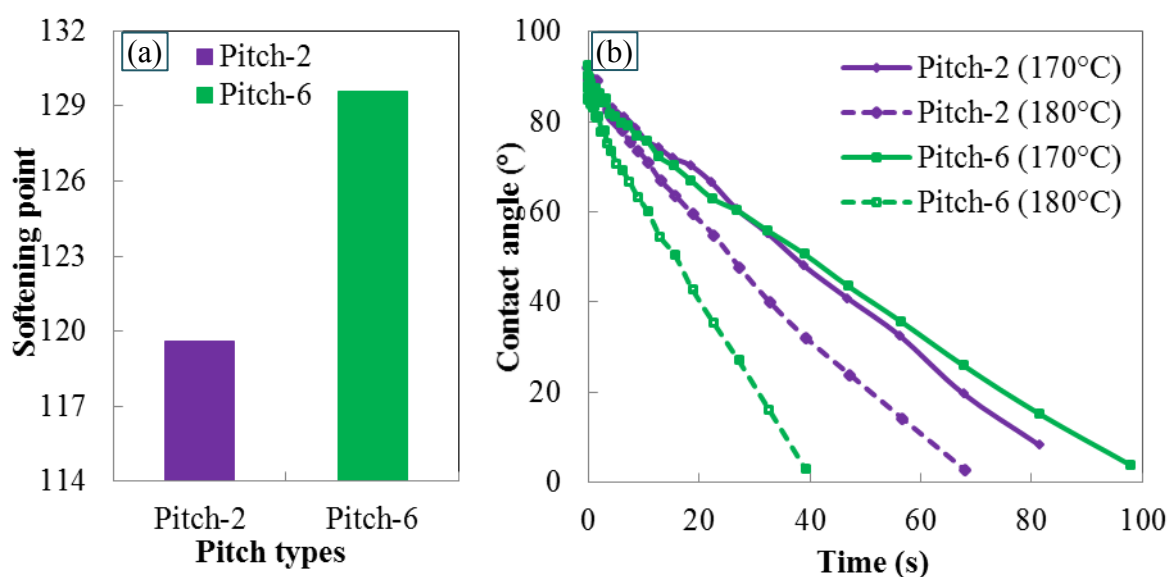 (a)
Pitch-2
Pitch-6
Softening point
132
129
126
123
120
117
114
Pitch-2 Pitch-6
Pitch types
(b)
Pitch-2 (170°C)
Pitch-2 (180°C)
Pitch-6 (170°C)
Pitch-6 (180°C)
Contact angle (°)
100
80
60
40
20
0
0 20 40 60 80 100
Time (s)